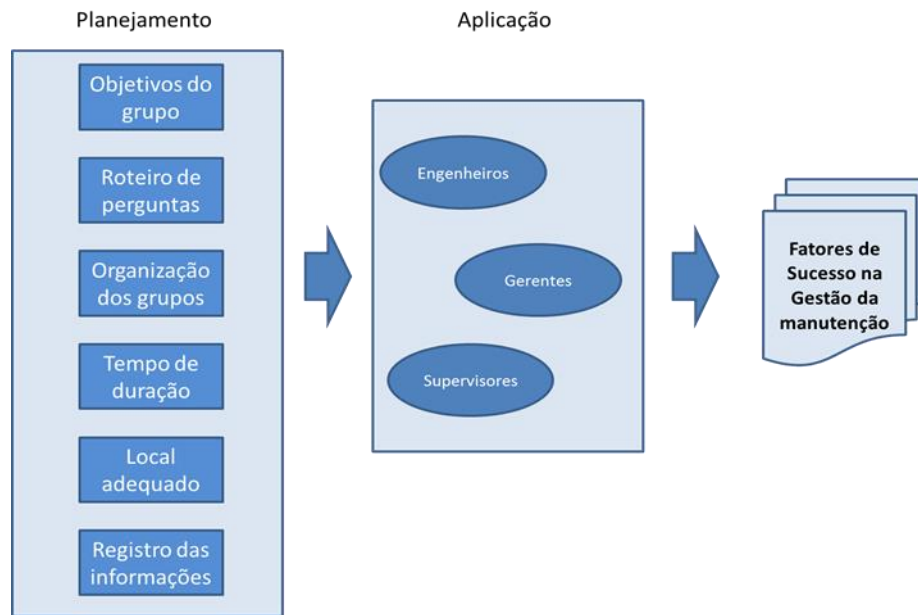 Planejamento
Objetivos do
grupo
Roteiro de
perguntas
Organização
dos grupos
Tempo de
duração
Local
adequado
Registro das
informações
Aplicação
Engenheiros
Gerentes
Supervisores
Fatores de
Sucesso na
Gestão da
manutenção